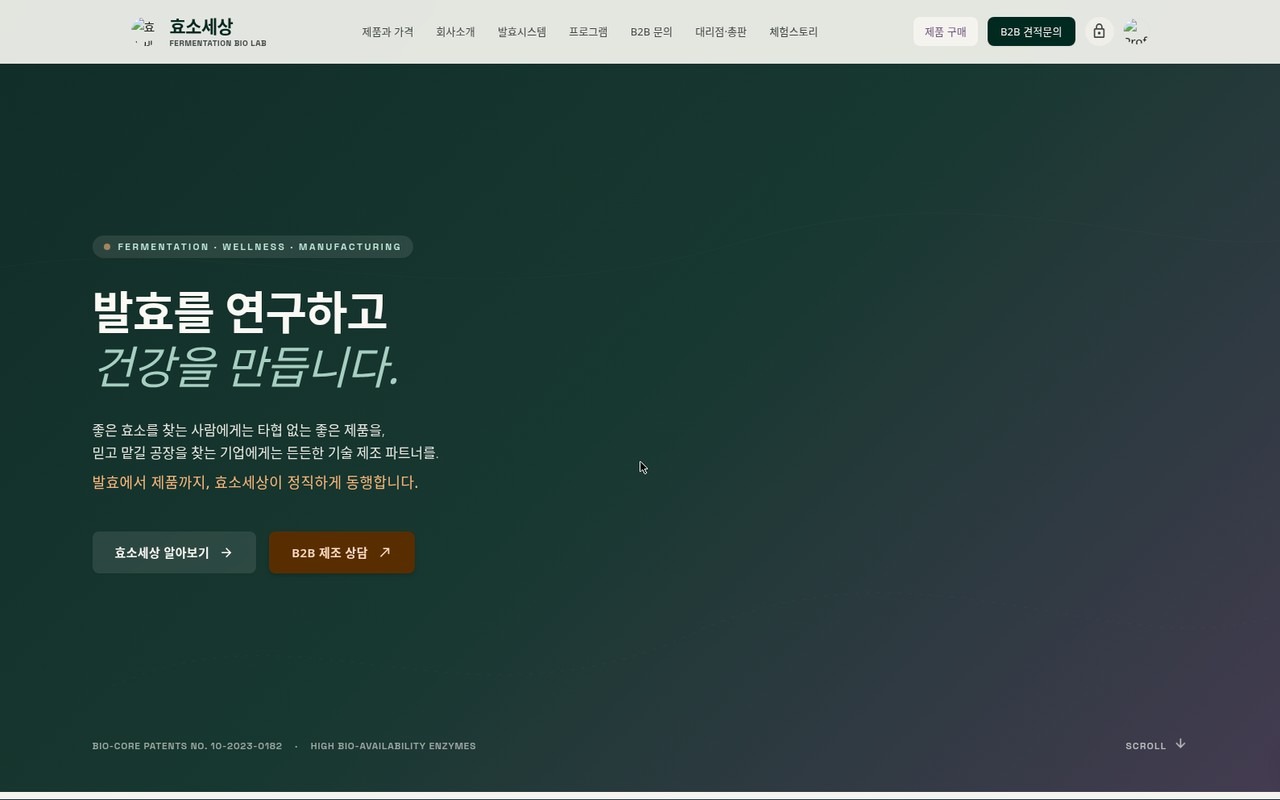 효소세상
FERMENTATION BIO LAB
제품과 가격
회사소개
발효시스템
프로그램
B2B 문의
대리점·총판
체험스토리
제품 구매
B2B 견적문의
FERMENTATION · WELLNESS · MANUFACTURING
발효를 연구하고
건강을 만듭니다.
좋은 효소를 찾는 사람에게는 타협 없는 좋은 제품을,
믿고 맡길 공장을 찾는 기업에게는 든든한 기술 제조 파트너를.
발효에서 제품까지, 효소세상이 정직하게 동행합니다.
효소세상 알아보기
B2B 제조 상담
BIO-CORE PATENTS NO. 10-2023-0182 · HIGH BIO-AVAILABILITY ENZYMES
SCROLL